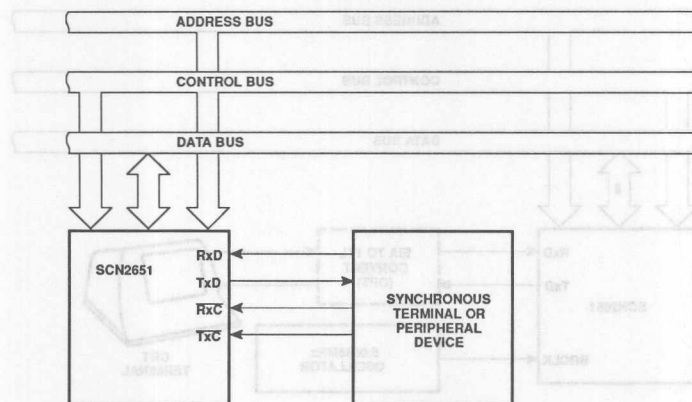 ADDRESS BUS
CONTROL BUS
DATA BUS
SCN2651
RxD
TxD
RxC
TxC
SYNCHRONOUS
TERMINAL OR
PERIPHERAL
DEVICE